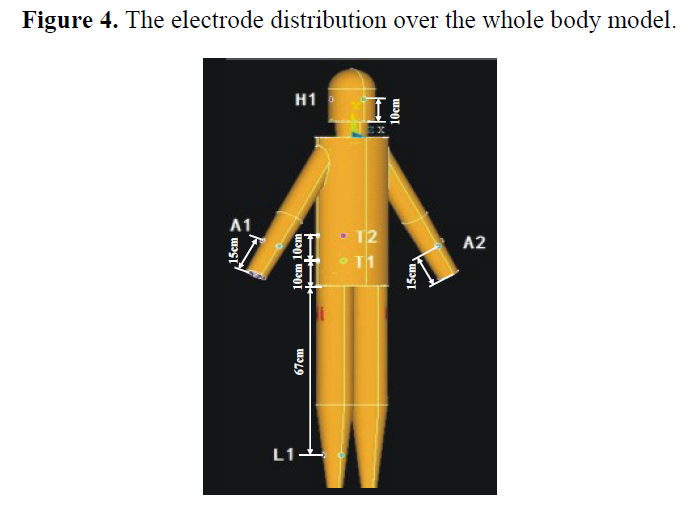 Figure 4. The electrode distribution over the whole body model.
H1
10cm
X
A1
15cm
10cm
10cm
T2
T1
A2
15cm
67cm
L1